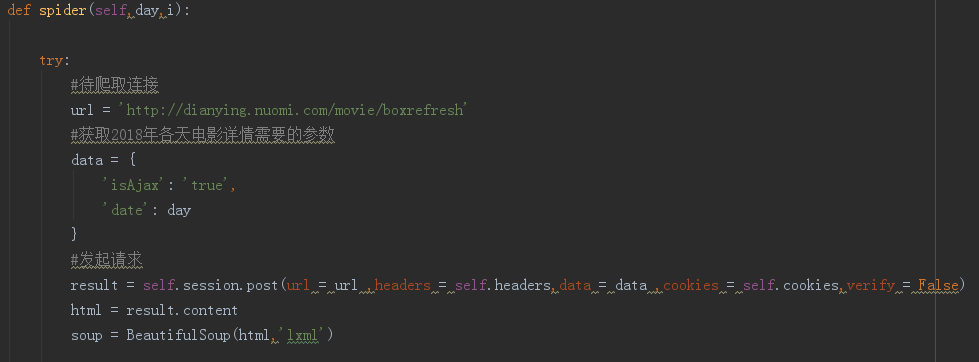 def spider(self,day,i):
try:
#待爬取连接
url = 'http://dianying.nuomi.com/movie/boxrefresh'
#获取2018年各天电影详情需要的参数
data = {
'isAjax': 'true',
'date': day
}
#发起请求
result = self.session.post(url = url ,headers = self.headers,data = data ,cookies = self.cookies,verify = False)
html = result.content
soup = BeautifulSoup(html,'lxml')